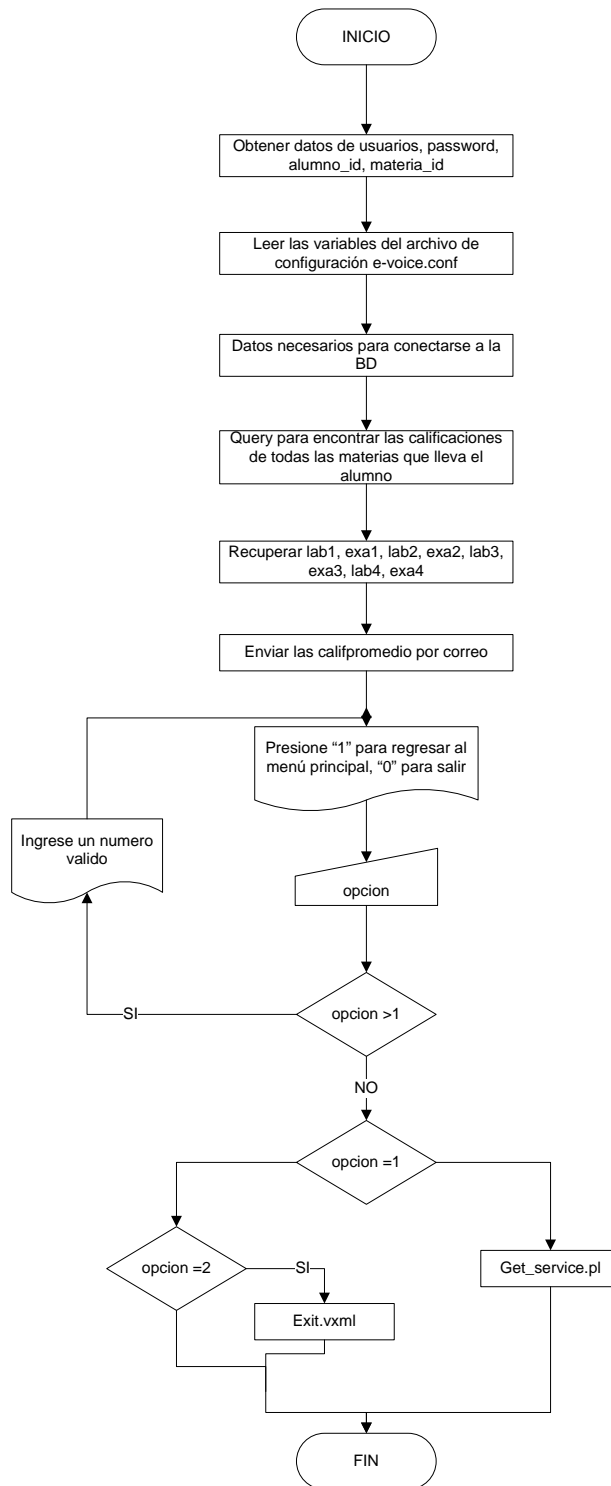 INICIO
Obtener datos de usuarios, password,
alumno_id, materia_id
Leer las variables del archivo de
configuración e-voice.conf
Datos necesarios para conectarse a la
BD
Query para encontrar las calificaciones
de todas las materias que lleva el
alumno
Recuperar lab1, exa1, lab2, exa2, lab3,
exa3, lab4, exa4
Enviar las califpromedio por correo
Presione “1” para regresar al
menú principal, “0” para salir
Ingrese un numero
valido
opcion
opcion >1
SI
NO
opcion =1
opcion =2
SI
Get_service.pl
Exit.vxml
FIN